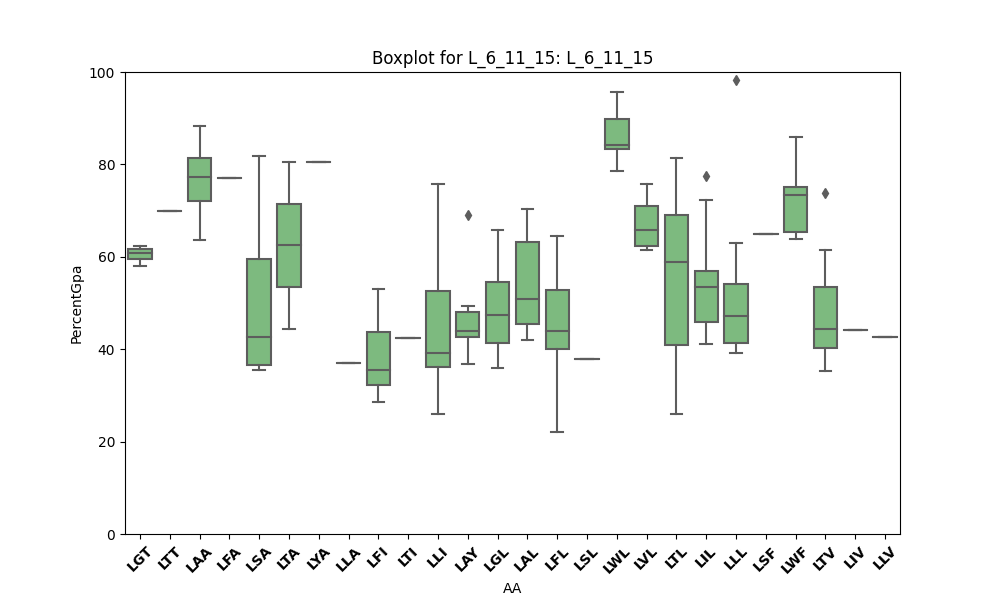 Boxplot for L_6_11_15: L_6_11_15
PercentGpa
100
80
60
40
20
0
LGT LTT LAA LFA LSA LTA LYA LLA LFI LTI LLI LAY LGL LAL LFL LSL LWL LVL LTL LIL LLL LSF LWF LTV LIV LLV
AA